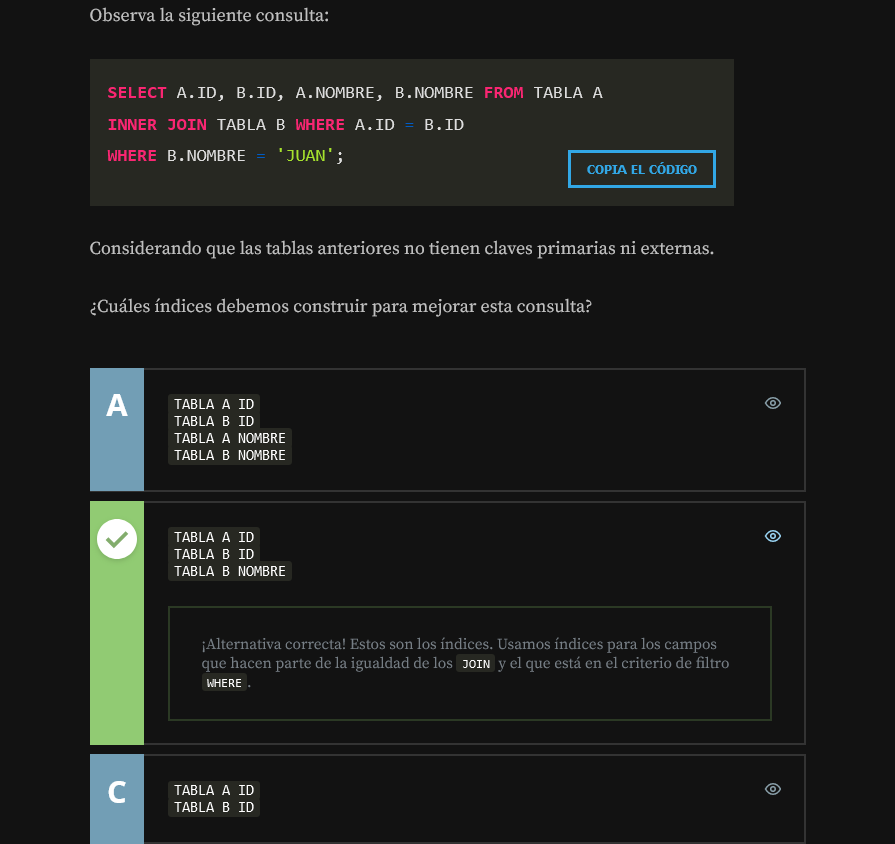 Observa la siguiente consulta:
SELECT A.ID, B.ID, A.NOMBRE, B.NOMBRE FROM TABLA A
INNER JOIN TABLA B WHERE A.ID = B.ID
WHERE B.NOMBRE = 'JUAN';
COPIA EL CÓDIGO
Considerando que las tablas anteriores no tienen claves primarias ni externas.
¿Cuáles índices debemos construir para mejorar esta consulta?
A
TABLA A ID
TABLA B ID
TABLA A NOMBRE
TABLA B NOMBRE
TABLA A ID
TABLA B ID
TABLA B NOMBRE
¡Alternativa correcta! Estos son los índices. Usamos índices para los campos
que hacen parte de la igualdad de los JOIN y el que está en el criterio de filtro
WHERE.
C
TABLA A ID
TABLA B ID